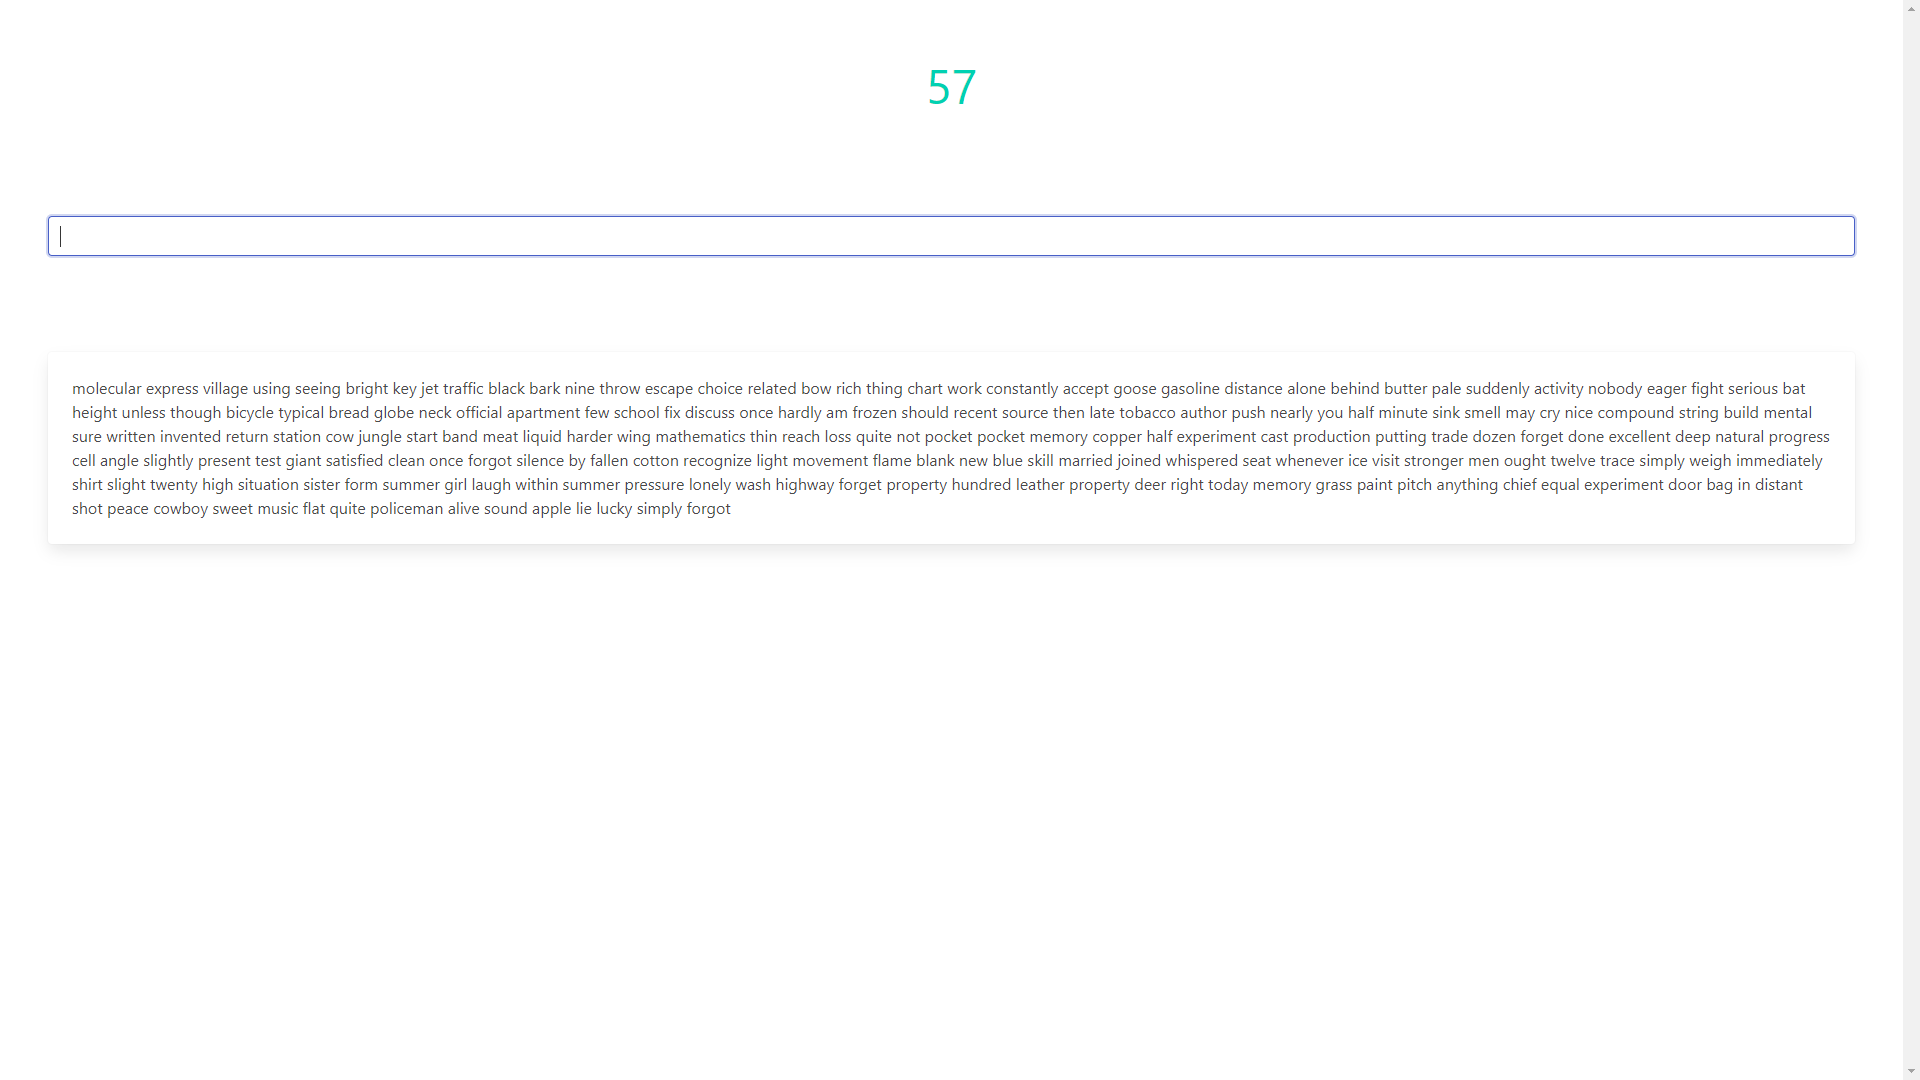 57
molecular express village using seeing bright key jet traffic black bark nine throw escape choice related bow rich thing chart work constantly accept goose gasoline distance alone behind butter pale suddenly activity nobody eager fight serious bat
height unless though bicycle typical bread globe neck official apartment few school fix discuss once hardly am frozen should recent source then late tobacco author push nearly you half minute sink smell may cry nice compound string build mental
sure written invented return station cow jungle start band meat liquid harder wing mathematics thin reach loss quite not pocket pocket memory copper half experiment cast production putting trade dozen forget done excellent deep natural progress
cell angle slightly present test giant satisfied clean once forgot silence by fallen cotton recognize light movement flame blank new blue skill married joined whispered seat whenever ice visit stronger men ought twelve trace simply weigh immediately
shirt slight twenty high situation sister form summer girl laugh within summer pressure lonely wash highway forget property hundred leather property deer right today memory grass paint pitch anything chief equal experiment door bag in distant
shot peace cowboy sweet music flat quite policeman alive sound apple lie lucky simply forgot